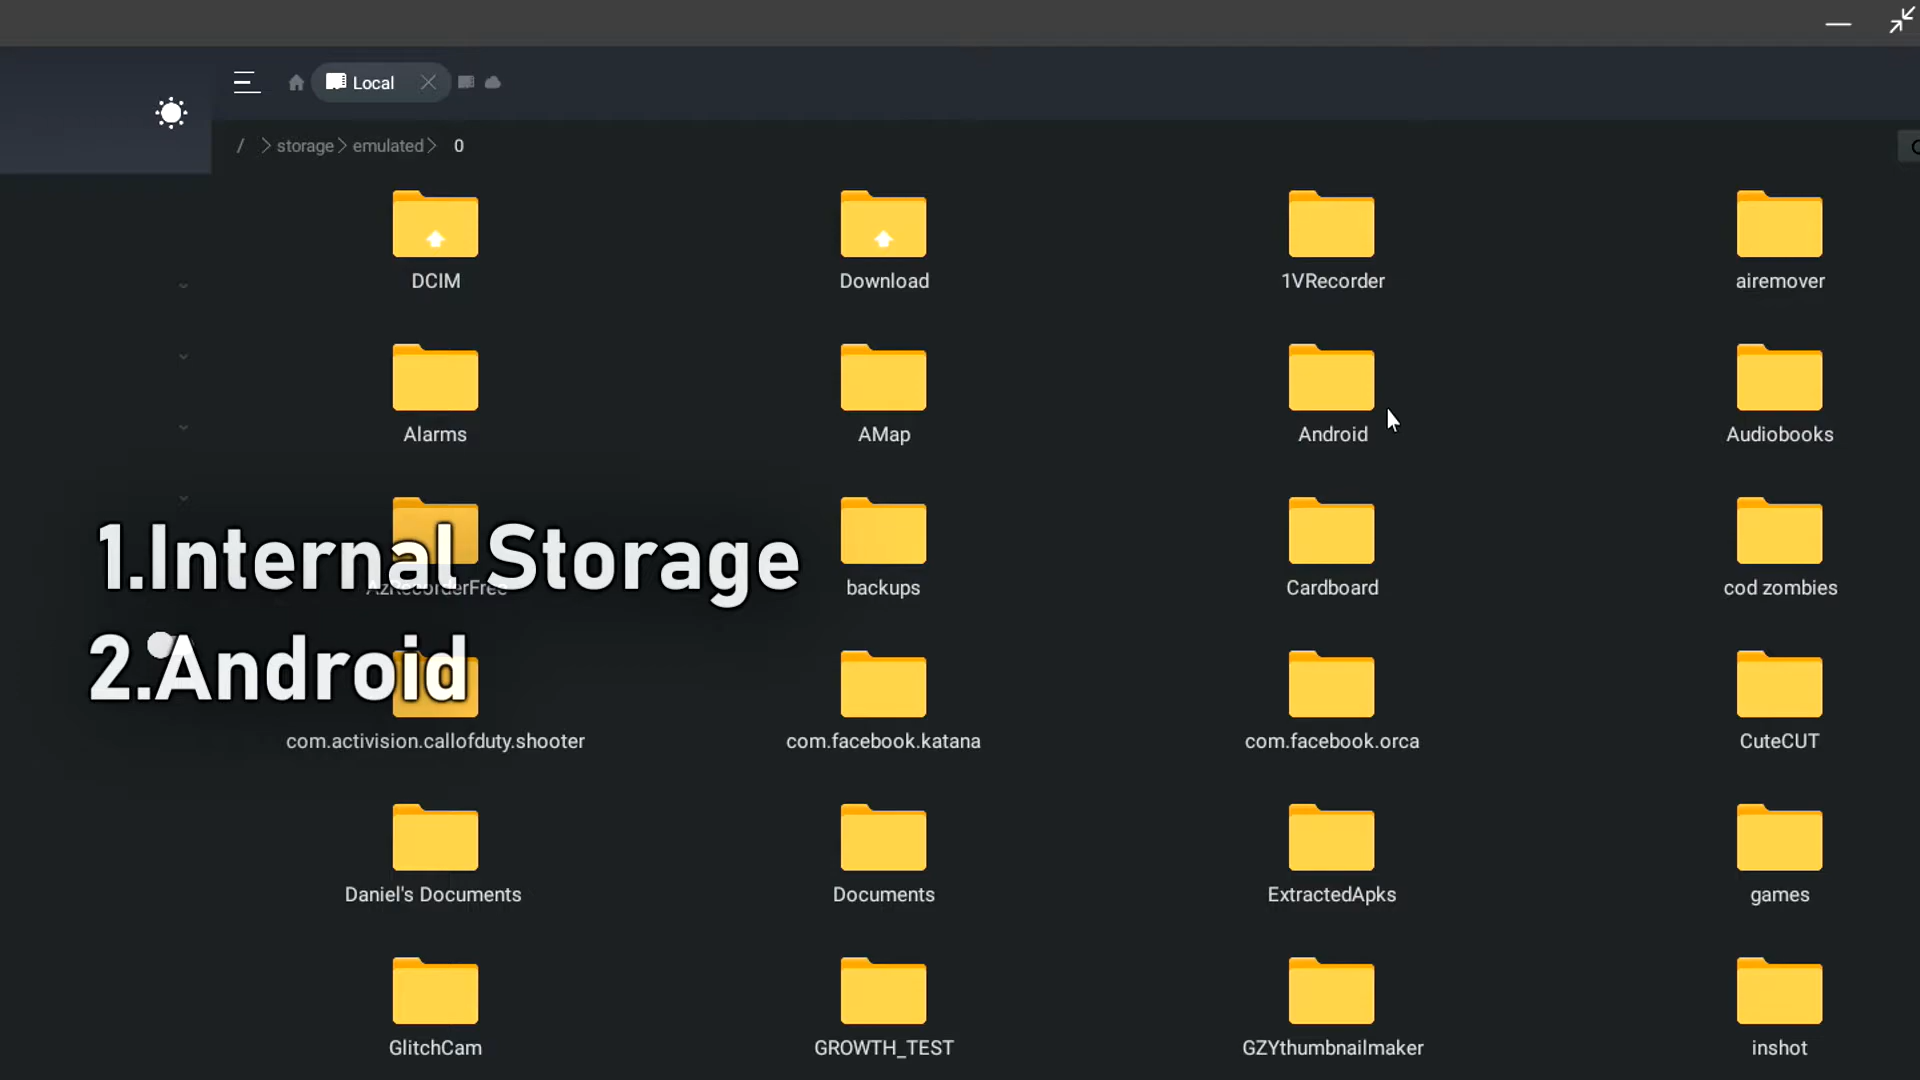 Local
/ storage emulated 0
DCIM
Download
1VRecorder
airemover
Alarms
AMap
Android
Audiobooks
AzRecorderFree
backups
Cardboard
cod zombies
1.Internal Storage
2.Android
com.activision.callofduty.shooter
com.facebook.katana
com.facebook.orca
CuteCUT
Daniel's Documents
Documents
ExtractedApks
games
GlitchCam
GROWTH_TEST
GZYthumbnailmaker
inshot